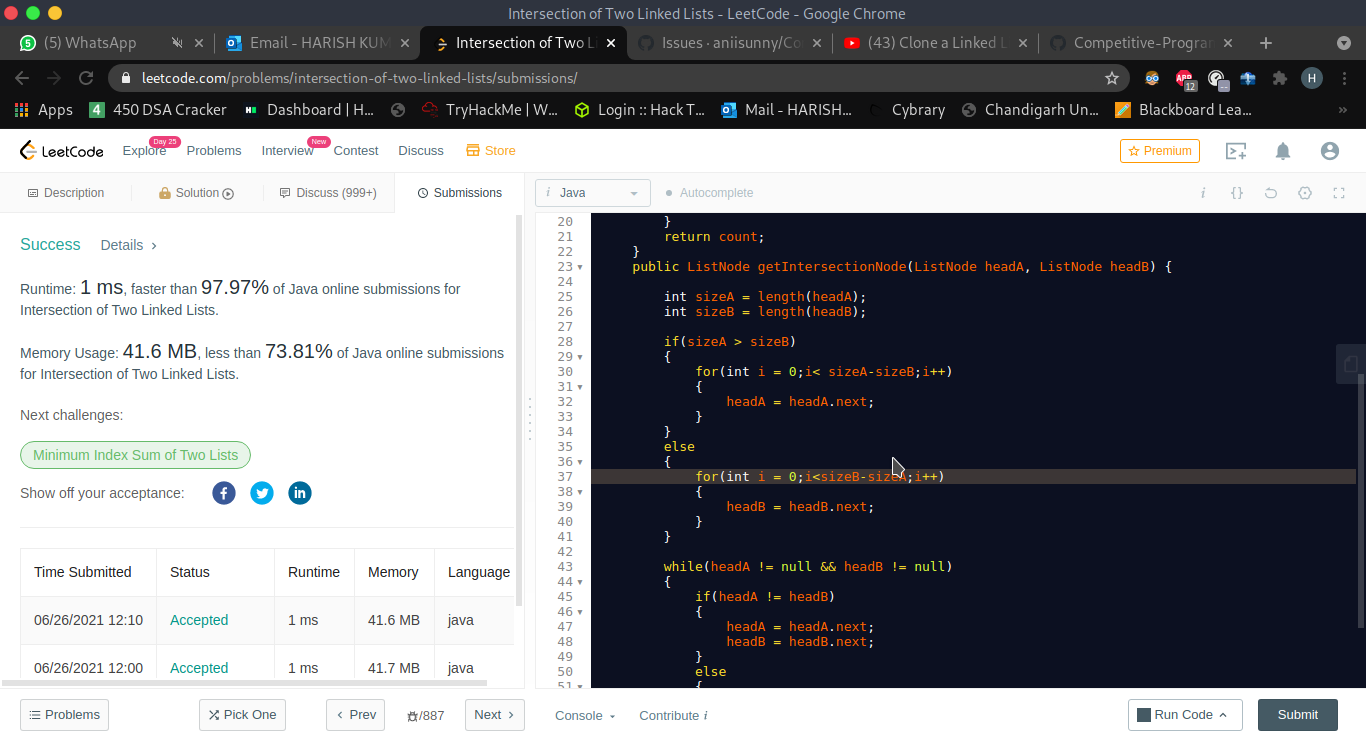 Intersection of Two Linked Lists - LeetCode - Google Chrome
(5) WhatsApp
Email - HARISH KUM
Intersection of Two Li
Issues · aniisunny/Co
(43) Clone a Linked L
Competitive-Program
leetcode.com/problems/intersection-of-two-linked-lists/submissions/
ABP
12
H
Apps
4
450 DSA Cracker
Dashboard | H...
TryHackMe | W...
Login :: Hack T...
Mail - HARISH...
Cybrary
Chandigarh Un...
Blackboard Lea...
»
LeetCode
Explore
Day 25
Problems
Interview
New
Contest
Discuss
Store
Premium
Description
Solution
Discuss (999+)
Submissions
i Java
Autocomplete
i {}
Success
Details
Runtime: 1 ms, faster than 97.97% of Java online submissions for
Intersection of Two Linked Lists.
Memory Usage: 41.6 MB, less than 73.81% of Java online submissions
for Intersection of Two Linked Lists.
Next challenges:
Minimum Index Sum of Two Lists
Show off your acceptance:
Time Submitted Status Runtime Memory Language
06/26/2021 12:10 Accepted 1 ms 41.6 MB java
06/26/2021 12:00 Accepted 1 ms 41.7 MB java
20 }
21 return count;
22 }
23 public ListNode getIntersectionNode(ListNode headA, ListNode headB) {
24
25 int sizeA = length(headA);
26 int sizeB = length(headB);
27
28 if(sizeA > sizeB)
29 {
30 for(int i = 0;i< sizeA-sizeB;i++)
31 {
32 headA = headA.next;
33 }
34 }
35 else
36 {
37 for(int i = 0;i<sizeB-sizeA;i++)
38 {
39 headB = headB.next;
40 }
41 }
42
43 while(headA != null && headB != null)
44 {
45 if(headA != headB)
46 {
47 headA = headA.next;
48 headB = headB.next;
49 }
50 else
51 {
Problems
Pick One
Prev
/887
Next
Console
Contribute i
Run Code
Submit